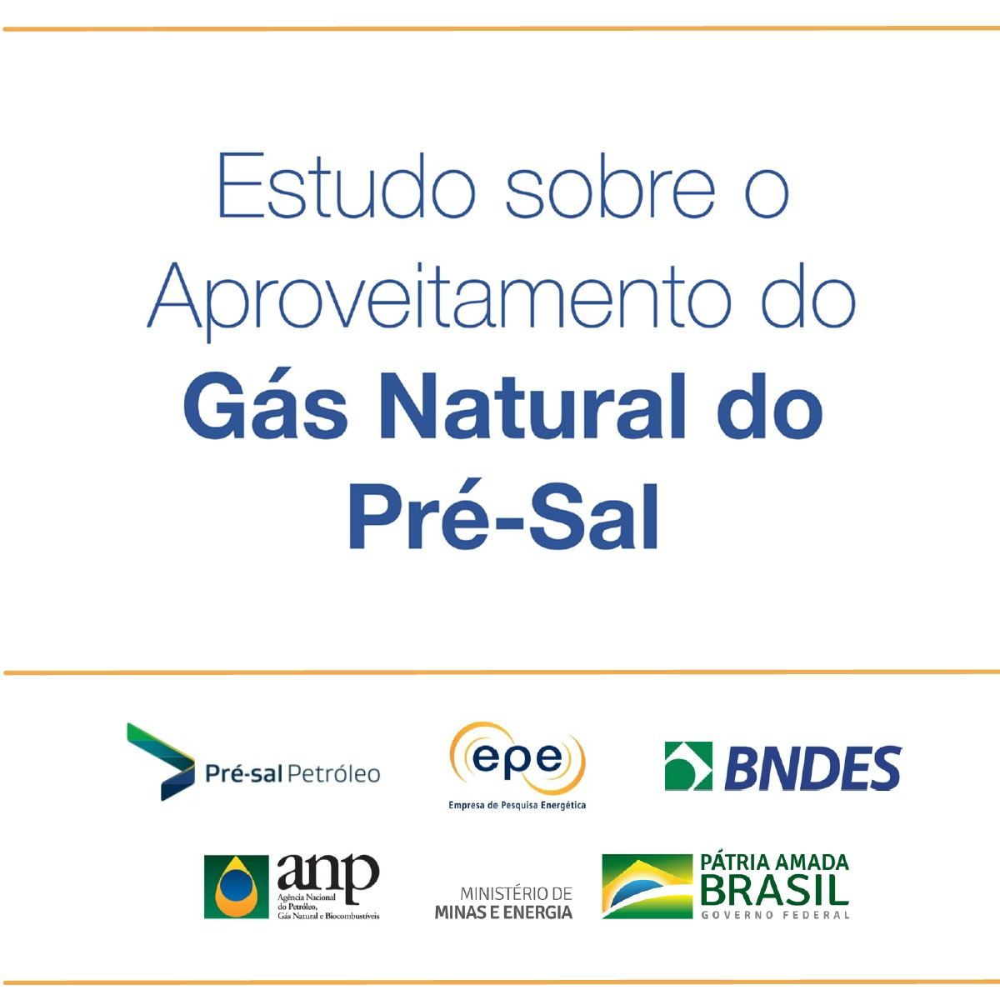 Estudo sobre o
Aproveitamento do
Gás Natural do
Pré-Sal
Pré-sal Petróleo
epe
Empresa de Pesquisa Energética
BNDES
anp
Agência Nacional
do Petróleo,
Gás Natural e Biocombustíveis
MINISTÉRIO DE
MINAS E ENERGIA
PÁTRIA AMADA
BRASIL
GOVERNO FEDERAL